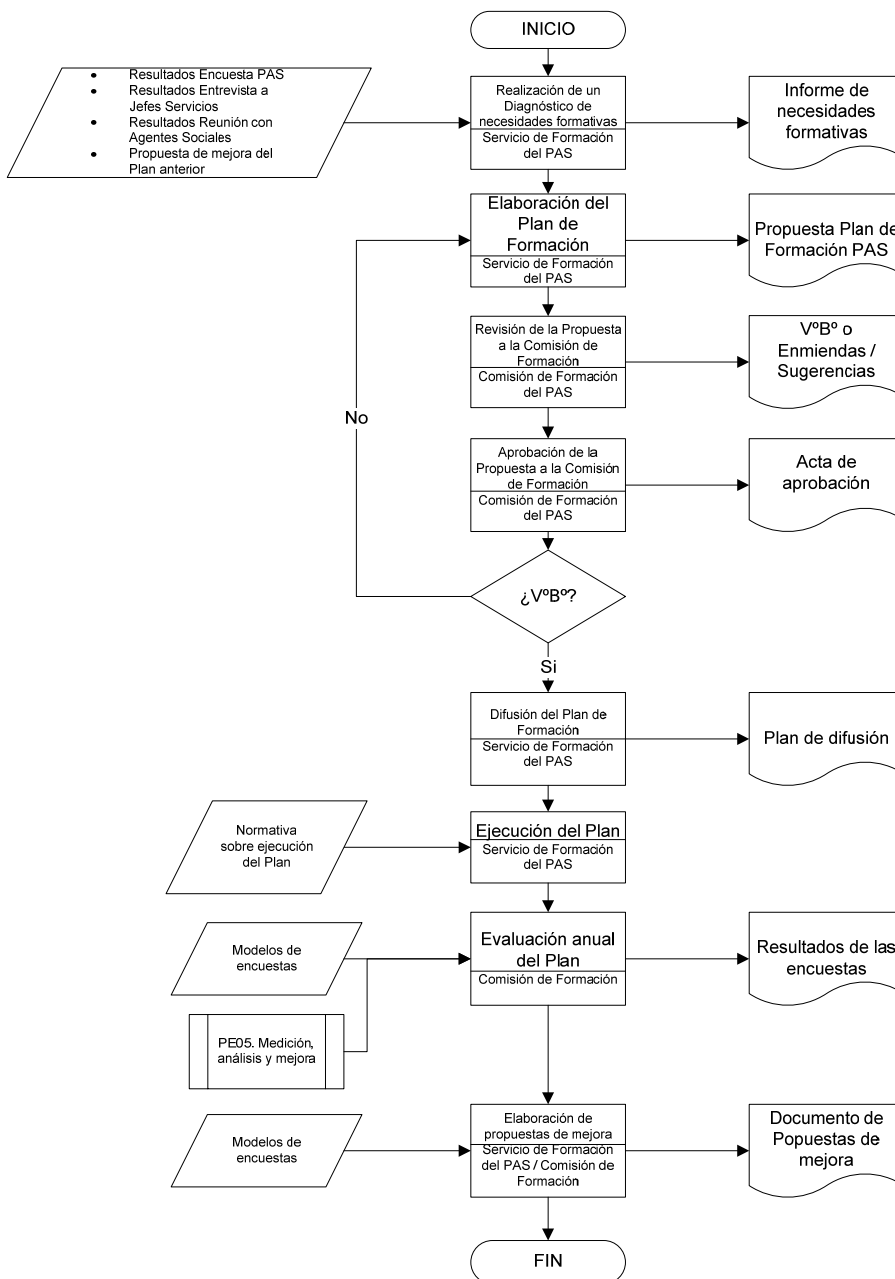 INICIO
• Resultados Encuesta PAS
• Resultados Entrevista a
Jefes Servicios
• Resultados Reunión con
Agentes Sociales
• Propuesta de mejora del
Plan anterior
Realización de un
Diagnóstico de
necesidades formativas
Servicio de Formación
del PAS
Informe de
necesidades
formativas
Elaboración del
Plan de
Formación
Servicio de Formación
del PAS
Propuesta Plan de
Formación PAS
Revisión de la Propuesta
a la Comisión de
Formación
Comisión de Formación
del PAS
VºBº o
Enmiendas /
Sugerencias
No
Aprobación de la
Propuesta a la Comisión
de Formación
Comisión de Formación
del PAS
Acta de
aprobación
¿VºBº?
Si
Difusión del Plan de
Formación
Servicio de Formación
del PAS
Plan de difusión
Normativa
sobre ejecución
del Plan
Ejecución del Plan
Servicio de Formación
del PAS
Modelos de
encuestas
Evaluación anual
del Plan
Comisión de Formación
Resultados de las
encuestas
PE05. Medición,
análisis y mejora
Modelos de
encuestas
Elaboración de
propuestas de mejora
Servicio de Formación
del PAS / Comisión de
Formación
Documento de
Popuestas de
mejora
FIN